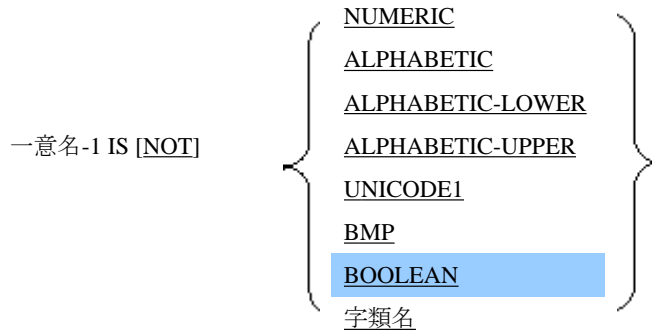 NUMERIC
ALPHABETIC
ALPHABETIC-LOWER
一意名-1 IS [NOT] ALPHABETIC-UPPER
UNICODE1
BMP
BOOLEAN
字類名